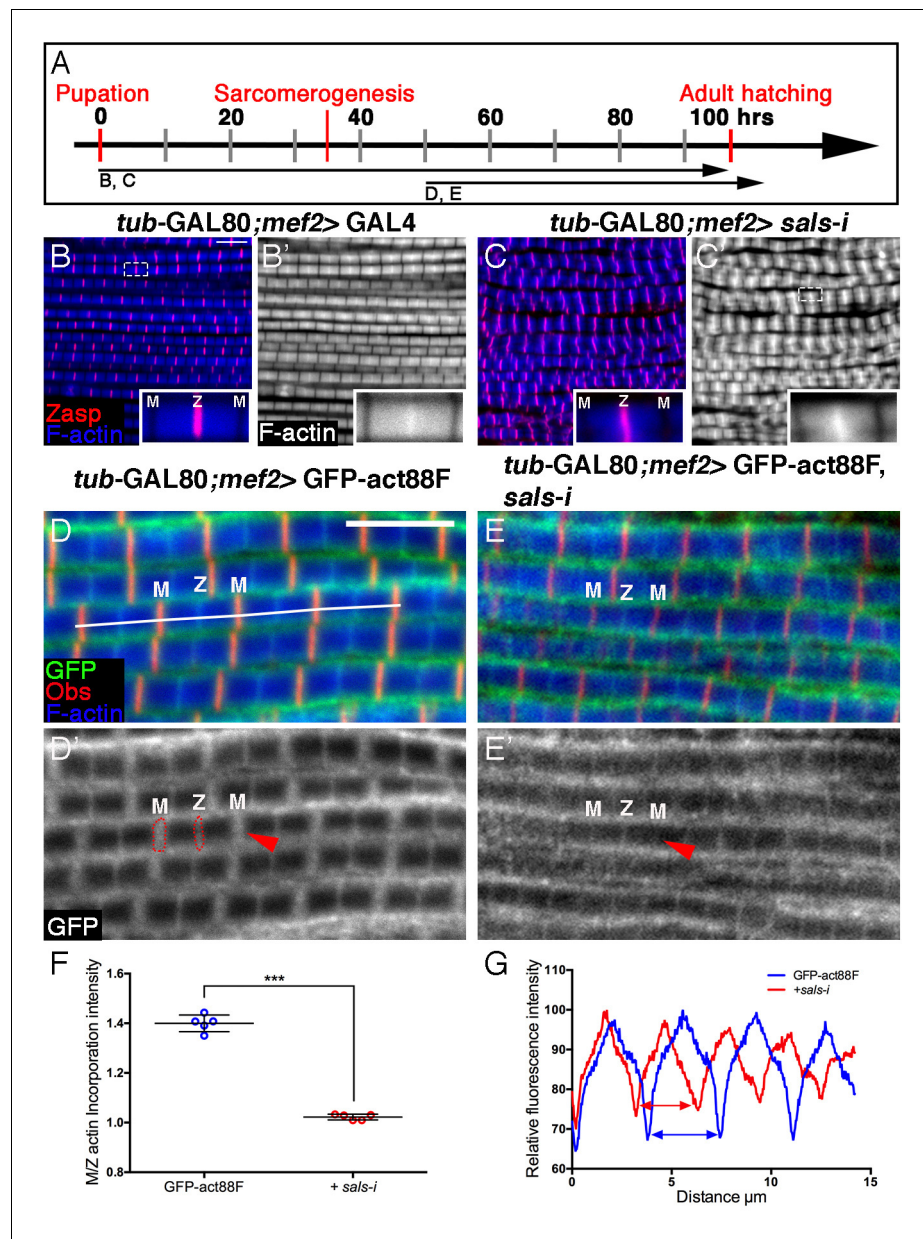 A
Pupation
Sarcomerogenesis
Adult hatching
0 20 40 60 80 100 hrs
B, C
D, E
tub-GAL80;mef2> GAL4
tub-GAL80;mef2> sals-i
B
B'
C
C'
M Z M
M Z M
Zasp
F-actin
F-actin
tub-GAL80;mef2> GFP-act88F
tub-GAL80;mef2> GFP-act88F,
sals-i
D
E
M Z M
M Z M
GFP
Obs
F-actin
D'
E'
M Z M
M Z M
GFP
F
M/Z actin Incorporation intensity
1.6
1.4
1.2
1.0
0.8
***
GFP-act88F
+ sals-i
G
Relative fluorescence intensity
110
100
90
80
70
60
GFP-act88F
+sals-i
0 5 10 15
Distance µm